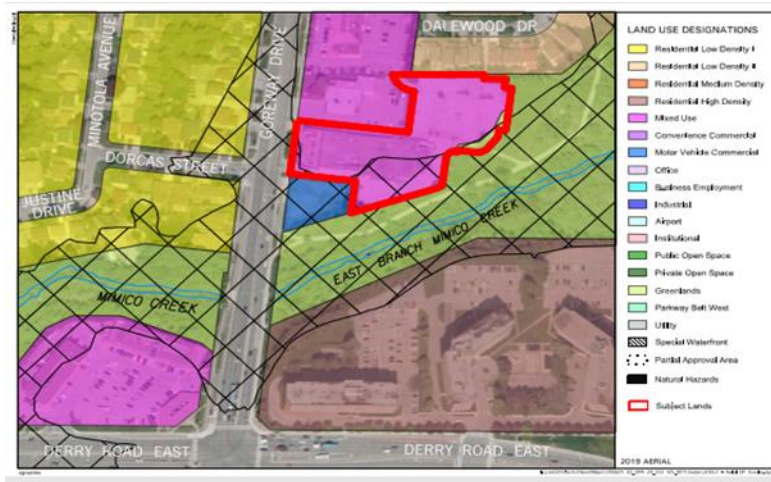 DALEWOOD DR
MINOTOLA AVENUE
GOREWAY DRIVE
DORCAS STREET
JUSTINE
DRIVE
EAST BRANCH MIMICO CREEK
MIMICO CREEK
DERRY ROAD EAST
DERRY ROAD EAST
LAND USE DESIGNATIONS
Residential Low Density I
Residential Low Density II
Residential Medium Density
Residential High Density
Mixed Use
Convenience Commercial
Motor Vehicle Commercial
Office
Business Employment
Industrial
Airport
Institutional
Public Open Space
Private Open Space
Greenlands
Parkway Belt West
Utility
Special Waterfront
Partial Approval Area
Natural Hazards
Subject Lands
2019 AERIAL